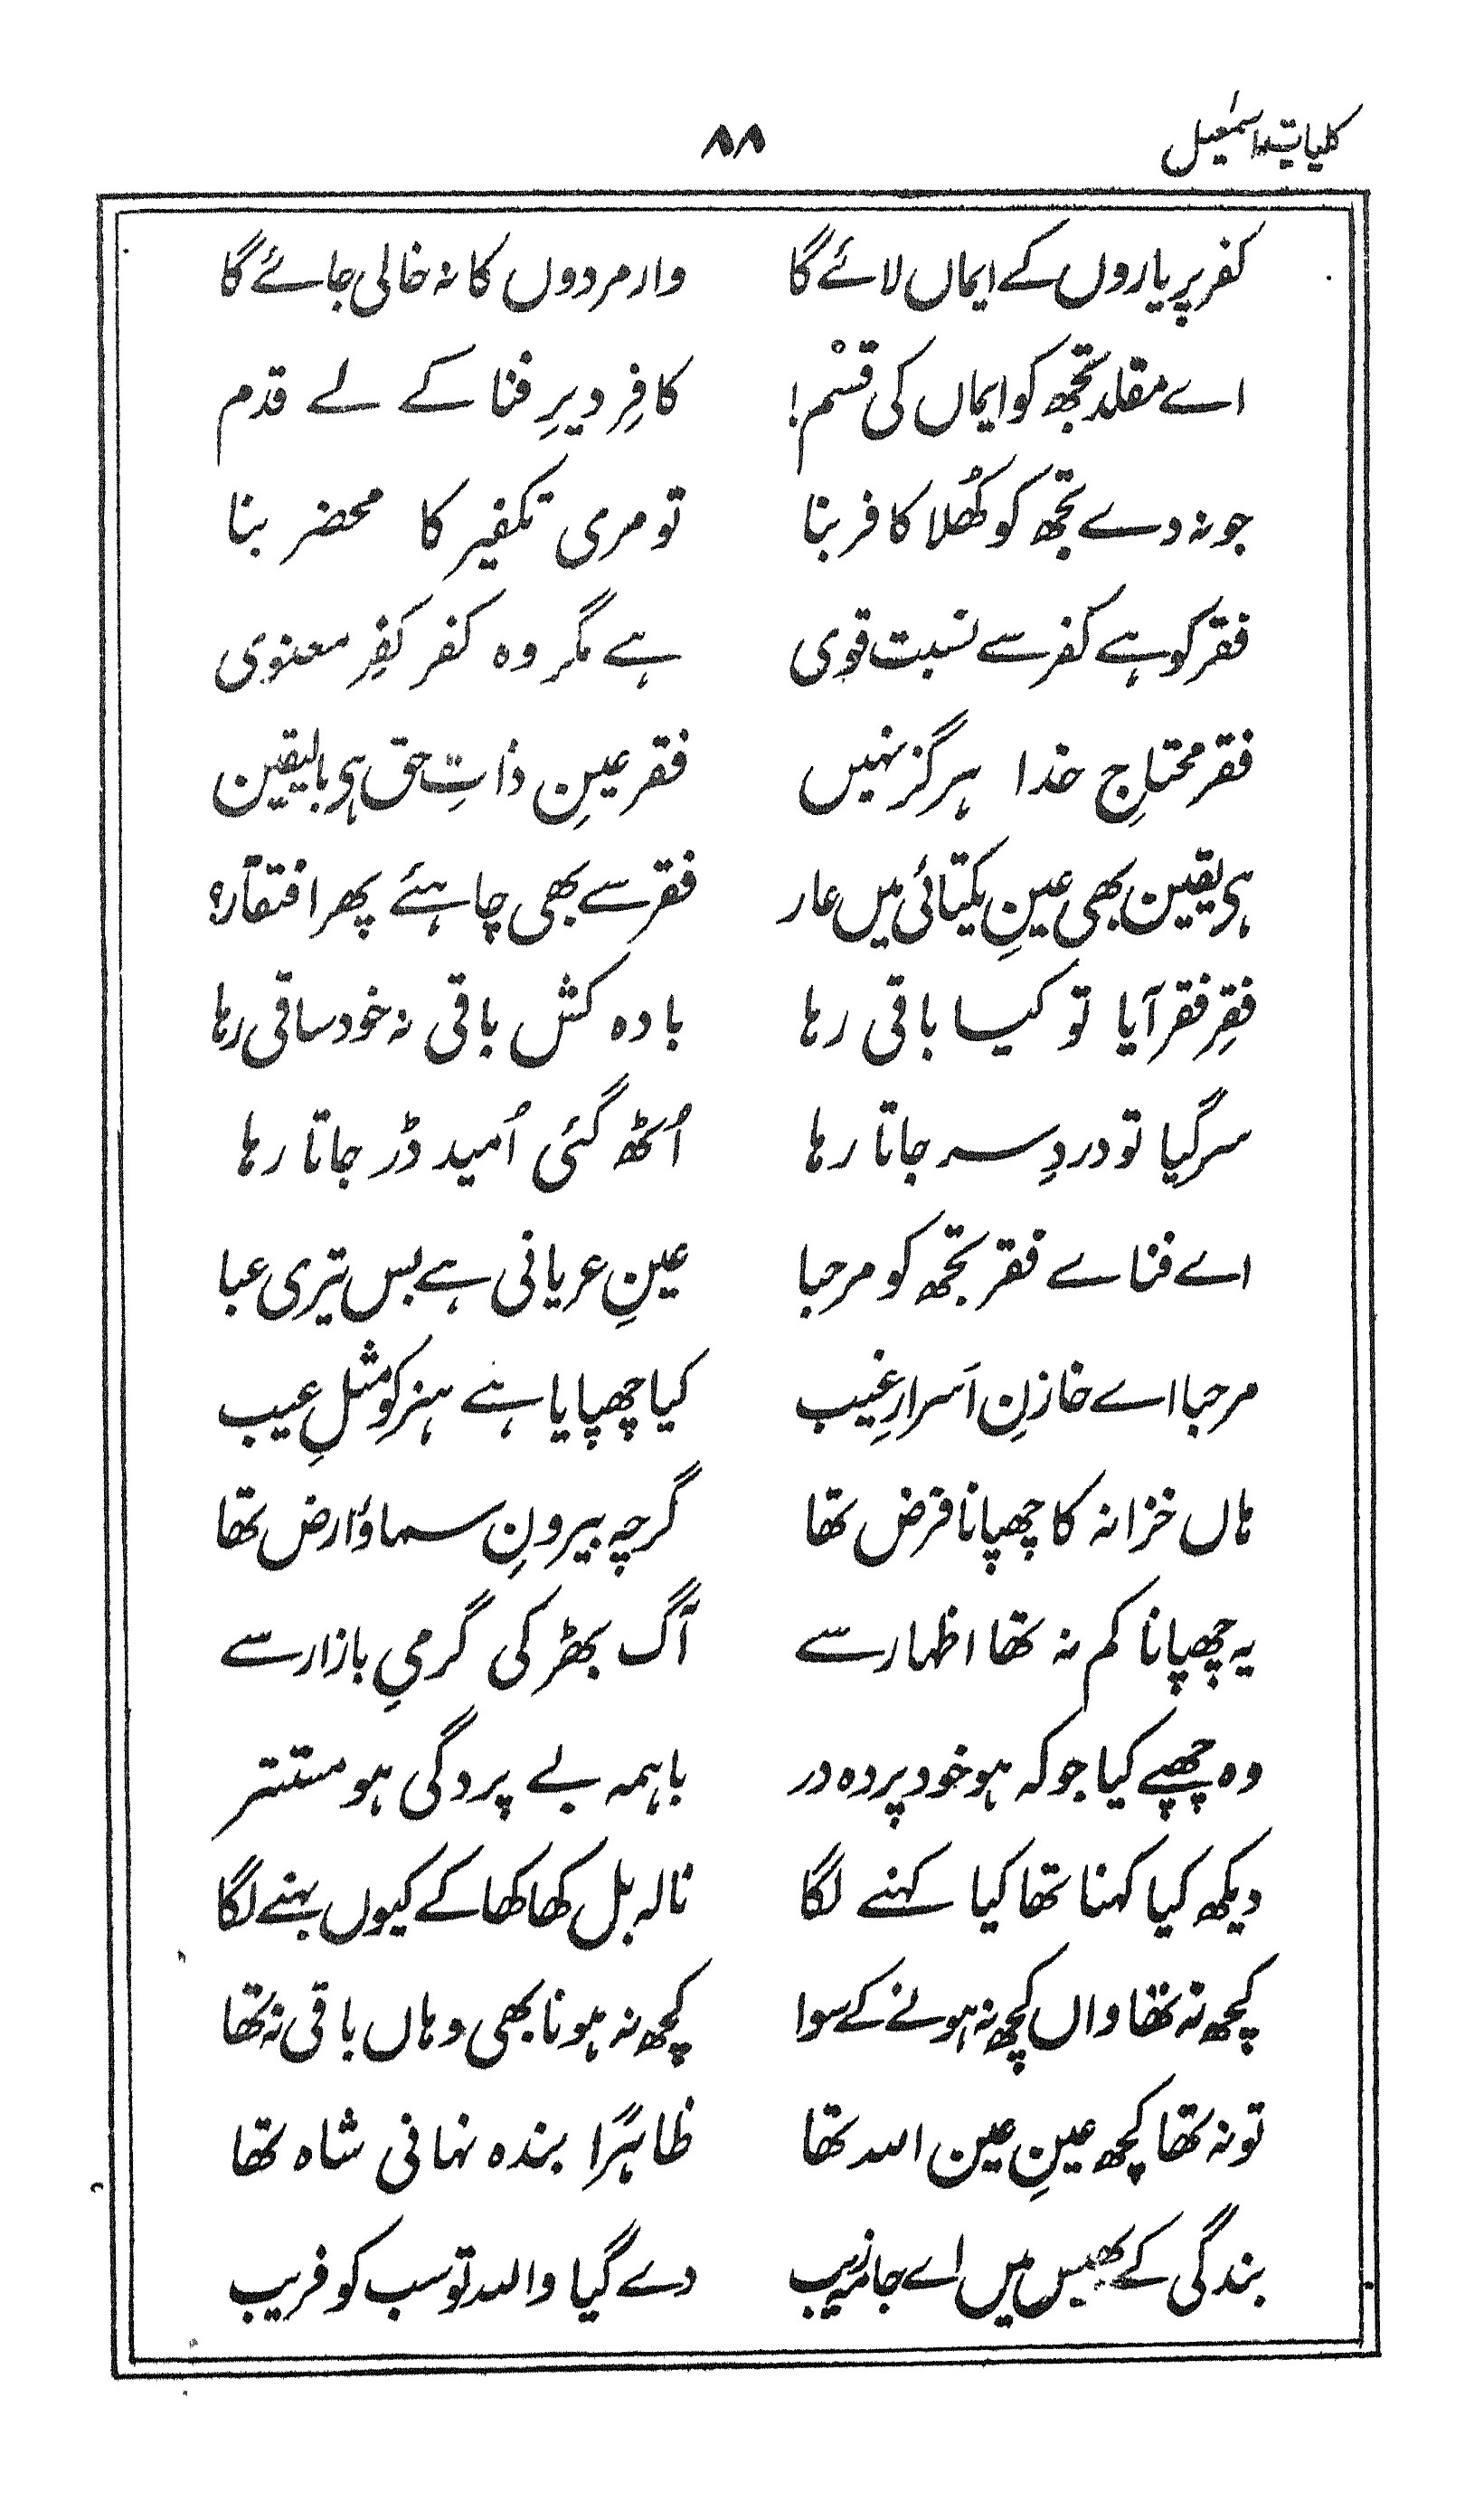 کلیات اسمٰعیل ۸۸
کفر پر یاروں کے ایماں لائے گا وار مردوں کا نہ خالی جائے گا
اے مقلد تجھ کو ایماں کی قسْم! کافِر دیرِ فنا کے لے قدم
جو نہ دے تجھ کو کھُلا کافر بنا تو مری تکفیر کا محضر بنا
فقر کو ہے کفر سے نسبت قوی ہے مگر وہ کفر کفِر معنوی
فقر محتاجِ خدا ہرگز نہیں فقر عینِ ذاتِ حق ہی بالیقین
ہی یقین بھی عینِ یکتائی میں عار فقر سے بھی چاہئے پھر افتقار؟
فقِر فقر آیا تو کیا باقی رہا بادہ کش باقی نہ خود ساقی رہا
سر گیا تو دردِ سر جاتا رہا اُٹھ گئی اُمید ڈر جاتا رہا
اے فناے فقر تجھ کو مرحبا عینِ عریانی ہے بس تیری عبا
مرحبا اے خازنِ اَسرارِ غیب کیا چھپایا ہے ہنر کو مثلِ عیب
ہاں خزانہ کا چھپانا فرض تھا گرچہ بیرونِ سما وُ ارض تھا
یہ چھپانا کم نہ تھا اظہار سے آگ بھڑکی گرمیِ بازار سے
وہ چھپے کیا جو کہ ہو خود پردہ در باہمہ بے پردگی ہو مستتر
دیکھ کیا کہنا تھا کیا کہنے لگا نالہ بل کھا کھا کے کیوں بہنے لگا
کچھ نہ تھا واں کچھ نہ ہونے کے سوا کچھ نہ ہونا بھی وہاں باقی نہ تھا
تو نہ تھا کچھ عینِ عین اللہ تھا ظاہرًا بندہ نہانی شاہ تھا
بندگی کے بھیس میں اے جامہ زیب دے گیا واللہ تو سب کو فریب